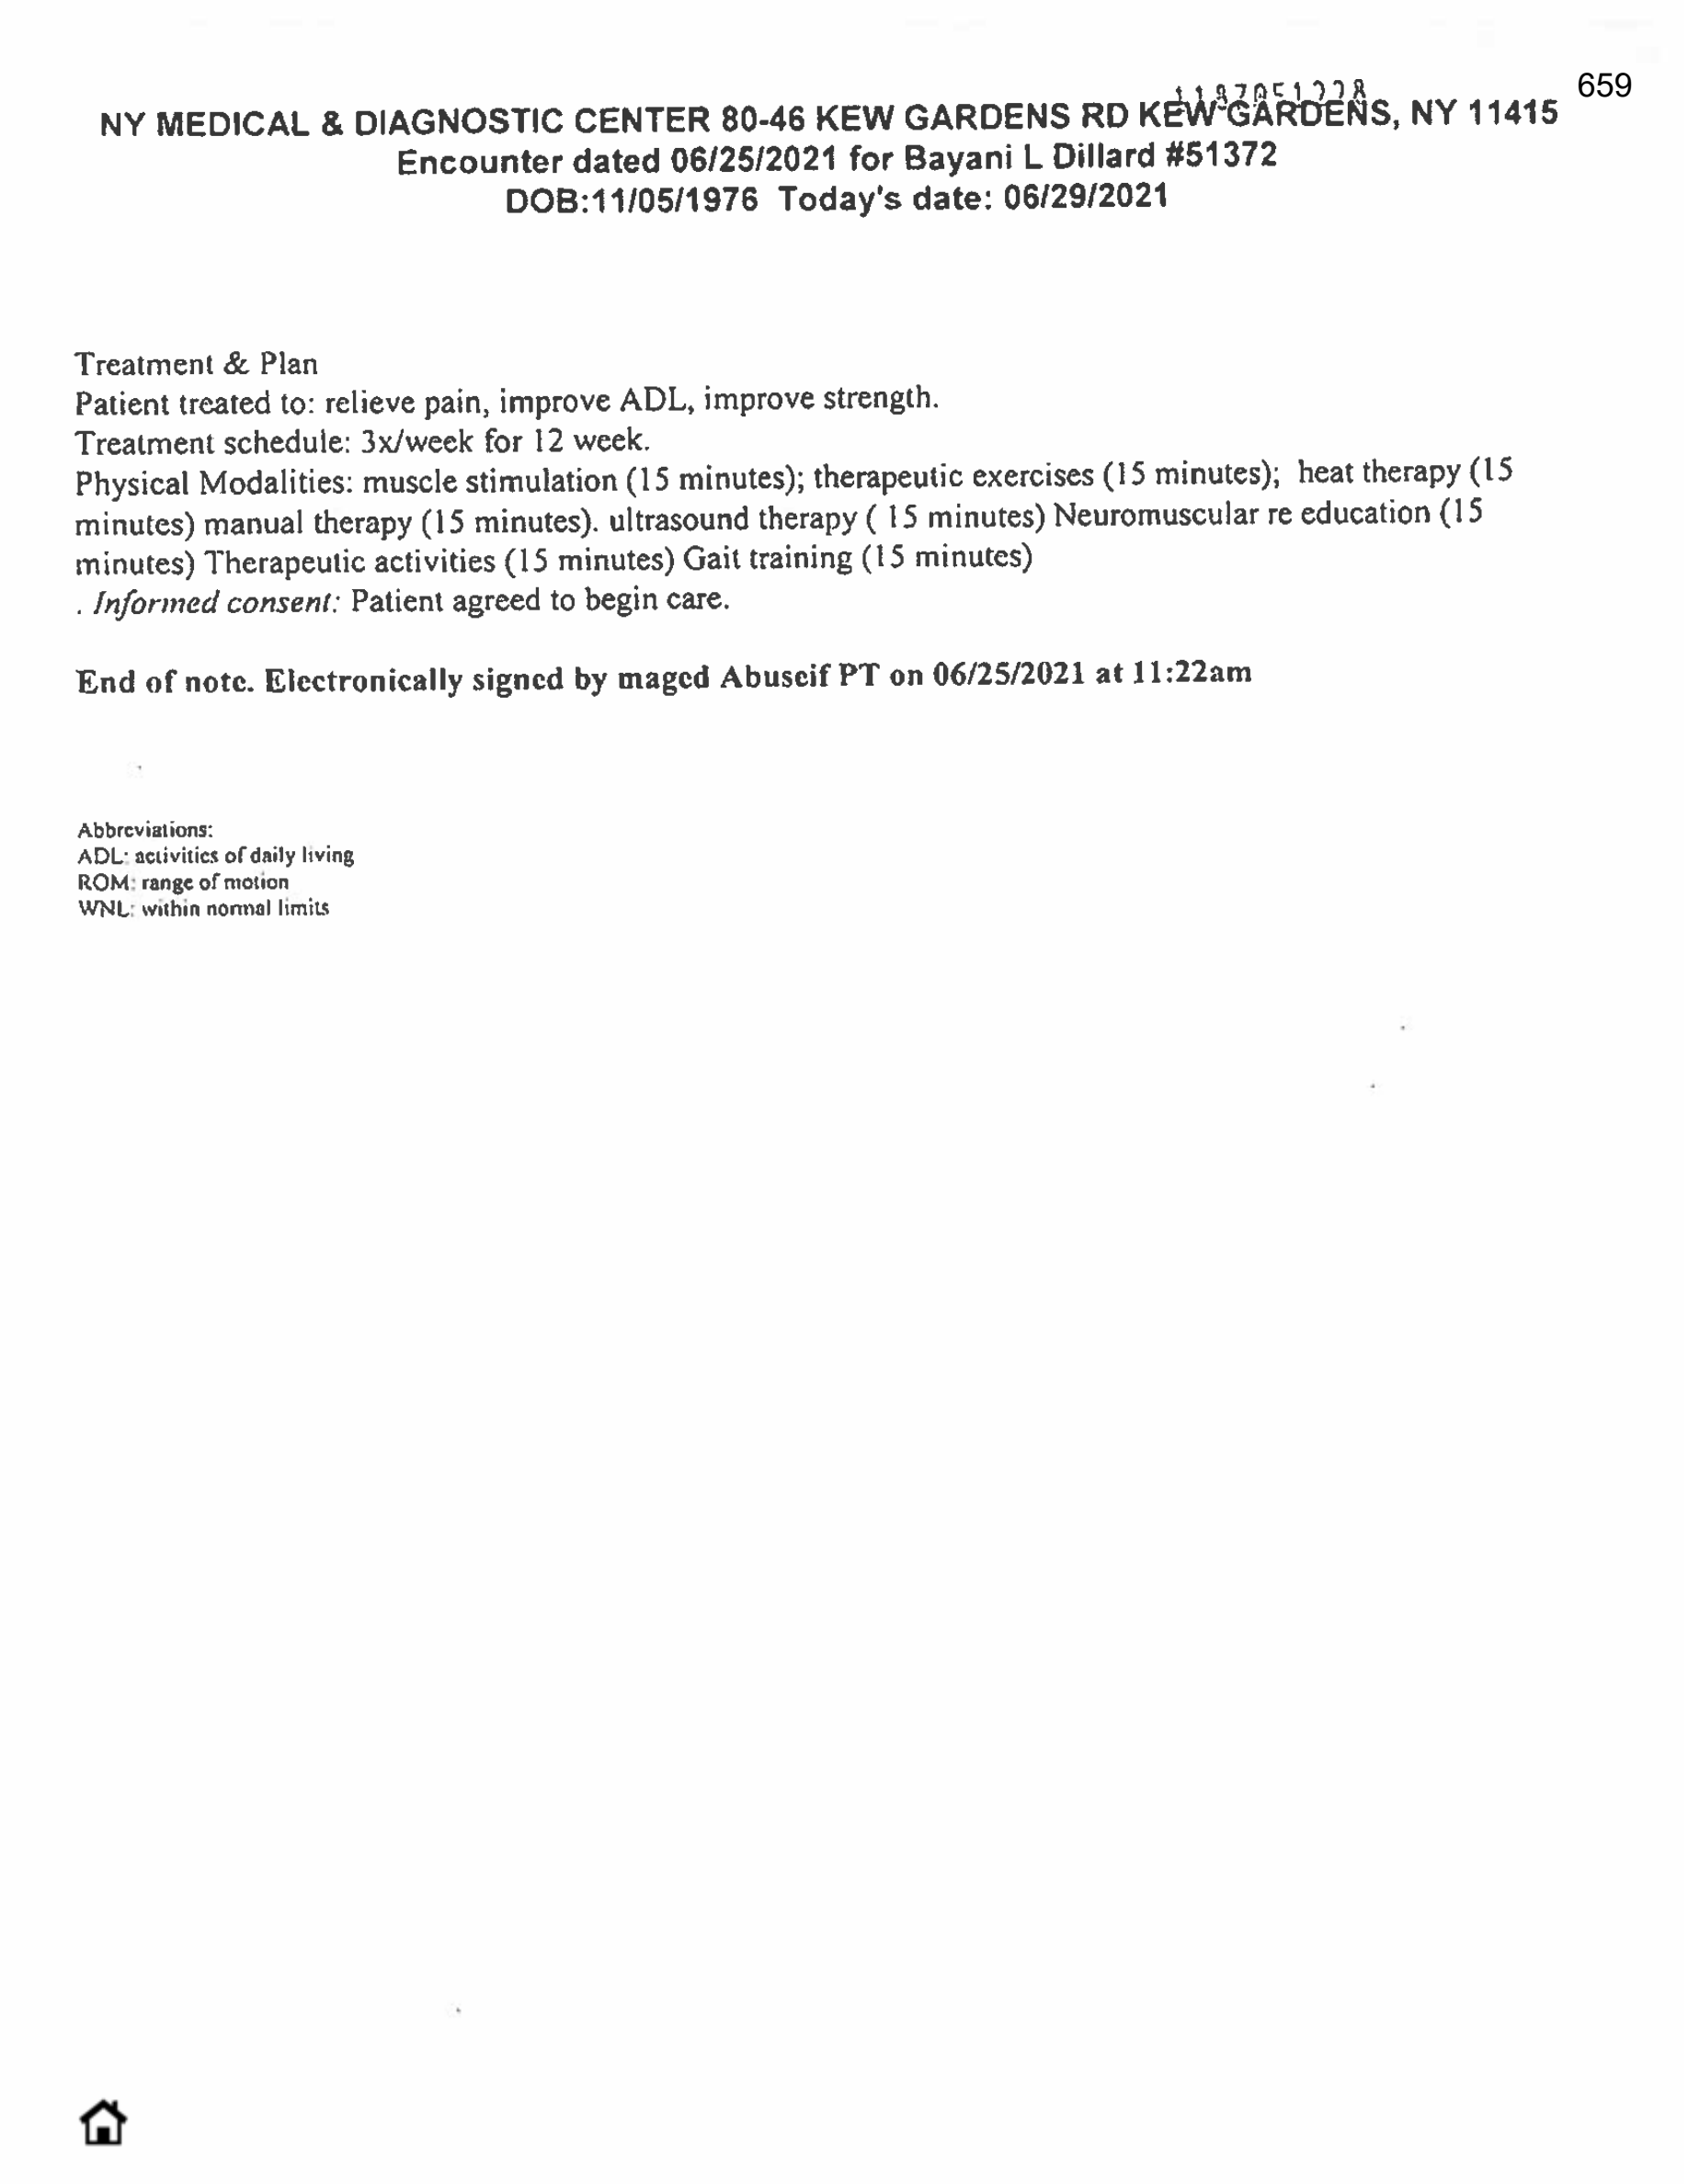 659
NY MEDICAL & DIAGNOSTIC CENTER 80-46 KEW GARDENS RD KEW GARDENS, NY 11415
Encounter dated 06/25/2021 for Bayani L Dillard #51372
DOB:11/05/1976 Today's date: 06/29/2021
Treatment & Plan
Patient treated to: relieve pain, improve ADL, improve strength.
Treatment schedule: 3x/week for 12 week.
Physical Modalities: muscle stimulation (15 minutes); therapeutic exercises (15 minutes); heat therapy (15
minutes) manual therapy (15 minutes). ultrasound therapy ( 15 minutes) Neuromuscular re education (15
minutes) Therapeutic activities (15 minutes) Gait training (15 minutes)
. Informed consent: Patient agreed to begin care.
End of note. Electronically signed by maged Abuseif PT on 06/25/2021 at 11:22am
Abbreviations:
ADL: activities of daily living
ROM: range of motion
WNL: within normal limits